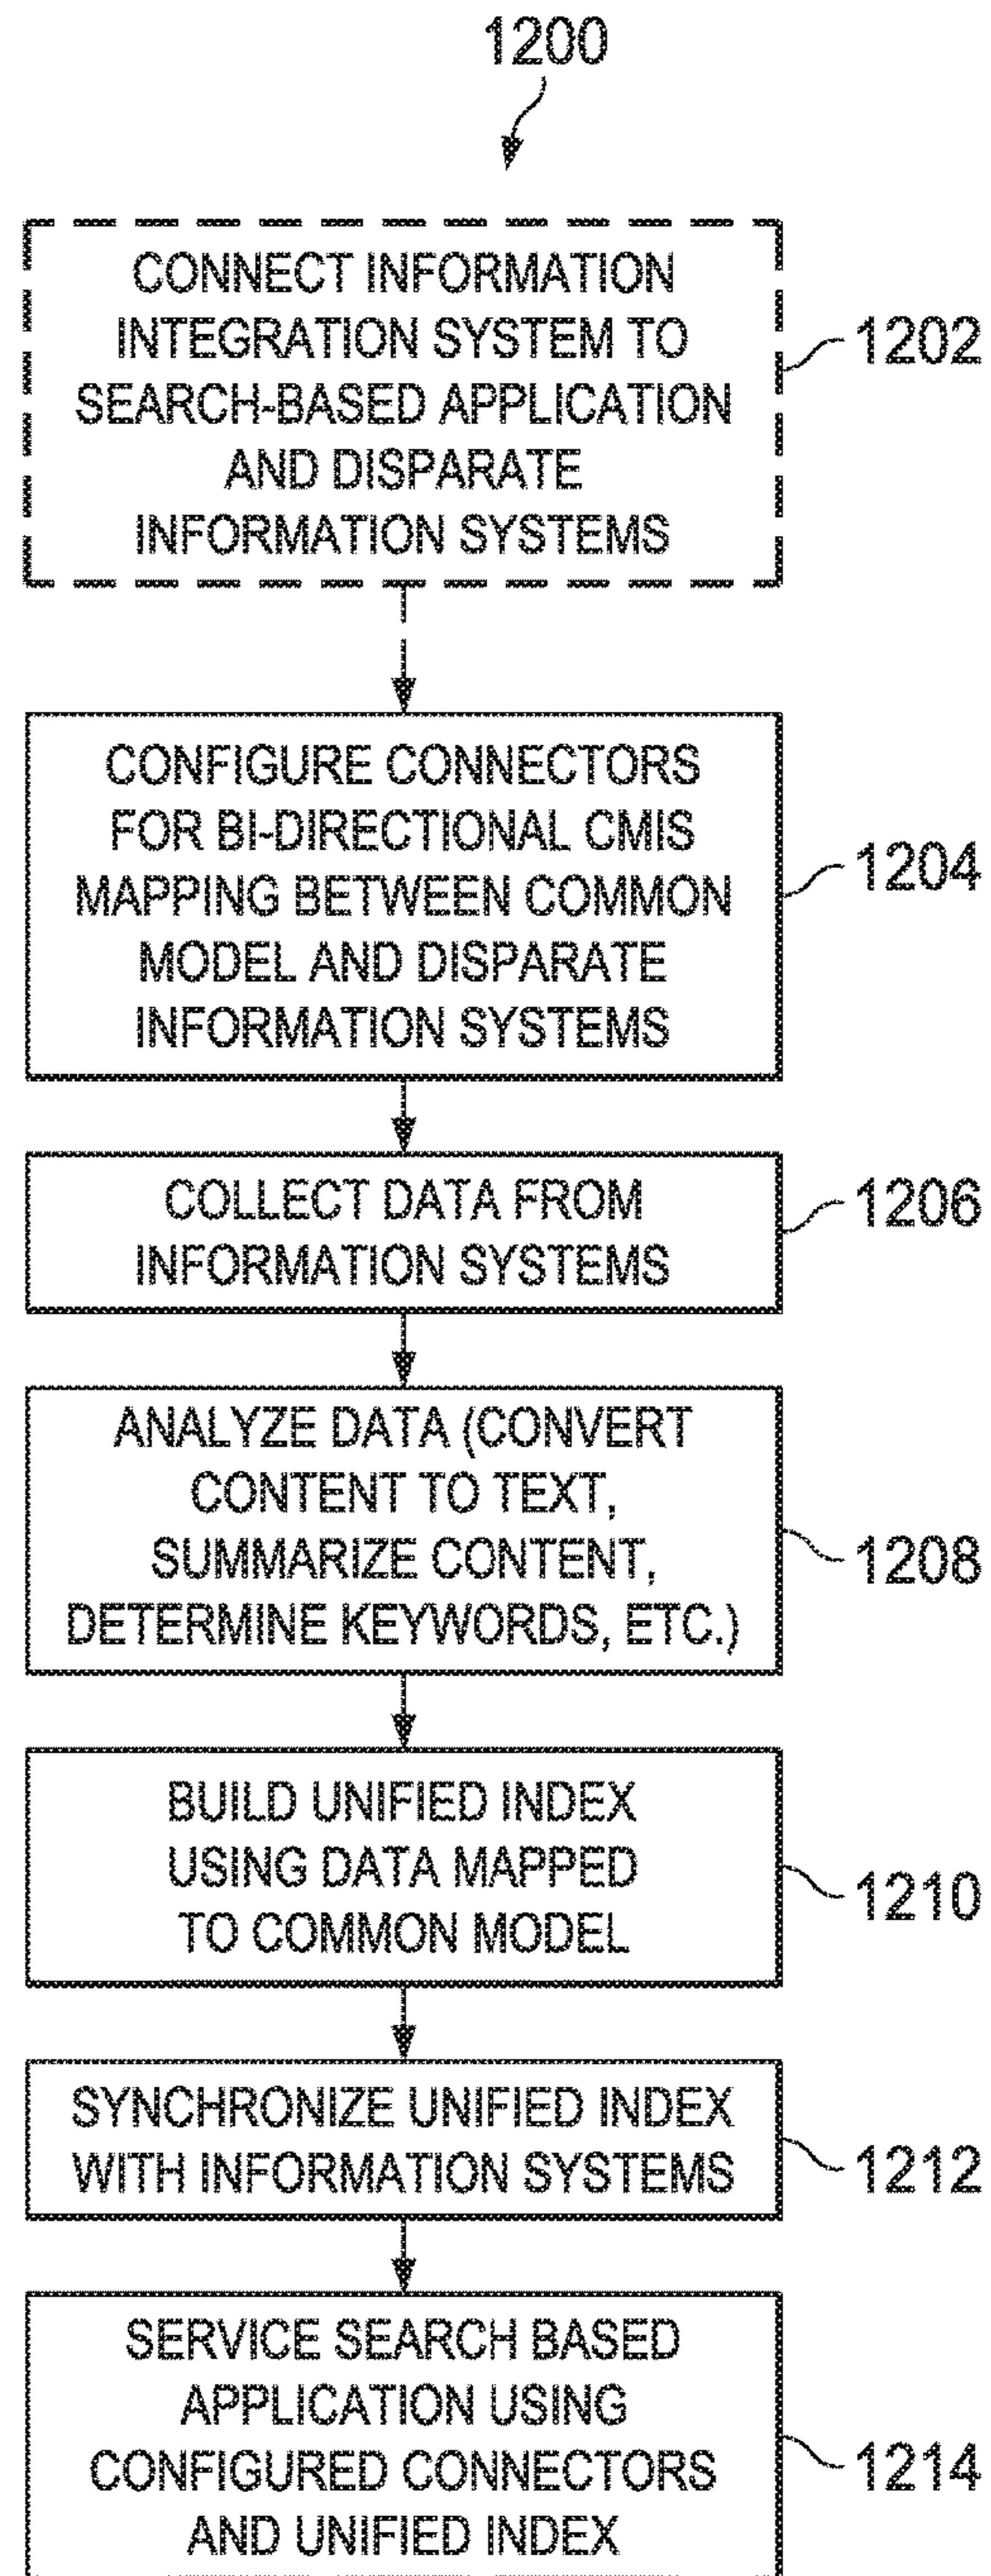 1200
CONNECT INFORMATION
INTEGRATION SYSTEM TO
SEARCH-BASED APPLICATION
AND DISPARATE
INFORMATION SYSTEMS
1202
CONFIGURE CONNECTORS
FOR BI-DIRECTIONAL CMIS
MAPPING BETWEEN COMMON
MODEL AND DISPARATE
INFORMATION SYSTEMS
1204
COLLECT DATA FROM
INFORMATION SYSTEMS
1206
ANALYZE DATA (CONVERT
CONTENT TO TEXT,
SUMMARIZE CONTENT,
DETERMINE KEYWORDS, ETC.)
1208
BUILD UNIFIED INDEX
USING DATA MAPPED
TO COMMON MODEL
1210
SYNCHRONIZE UNIFIED INDEX
WITH INFORMATION SYSTEMS
1212
SERVICE SEARCH BASED
APPLICATION USING
CONFIGURED CONNECTORS
AND UNIFIED INDEX
1214